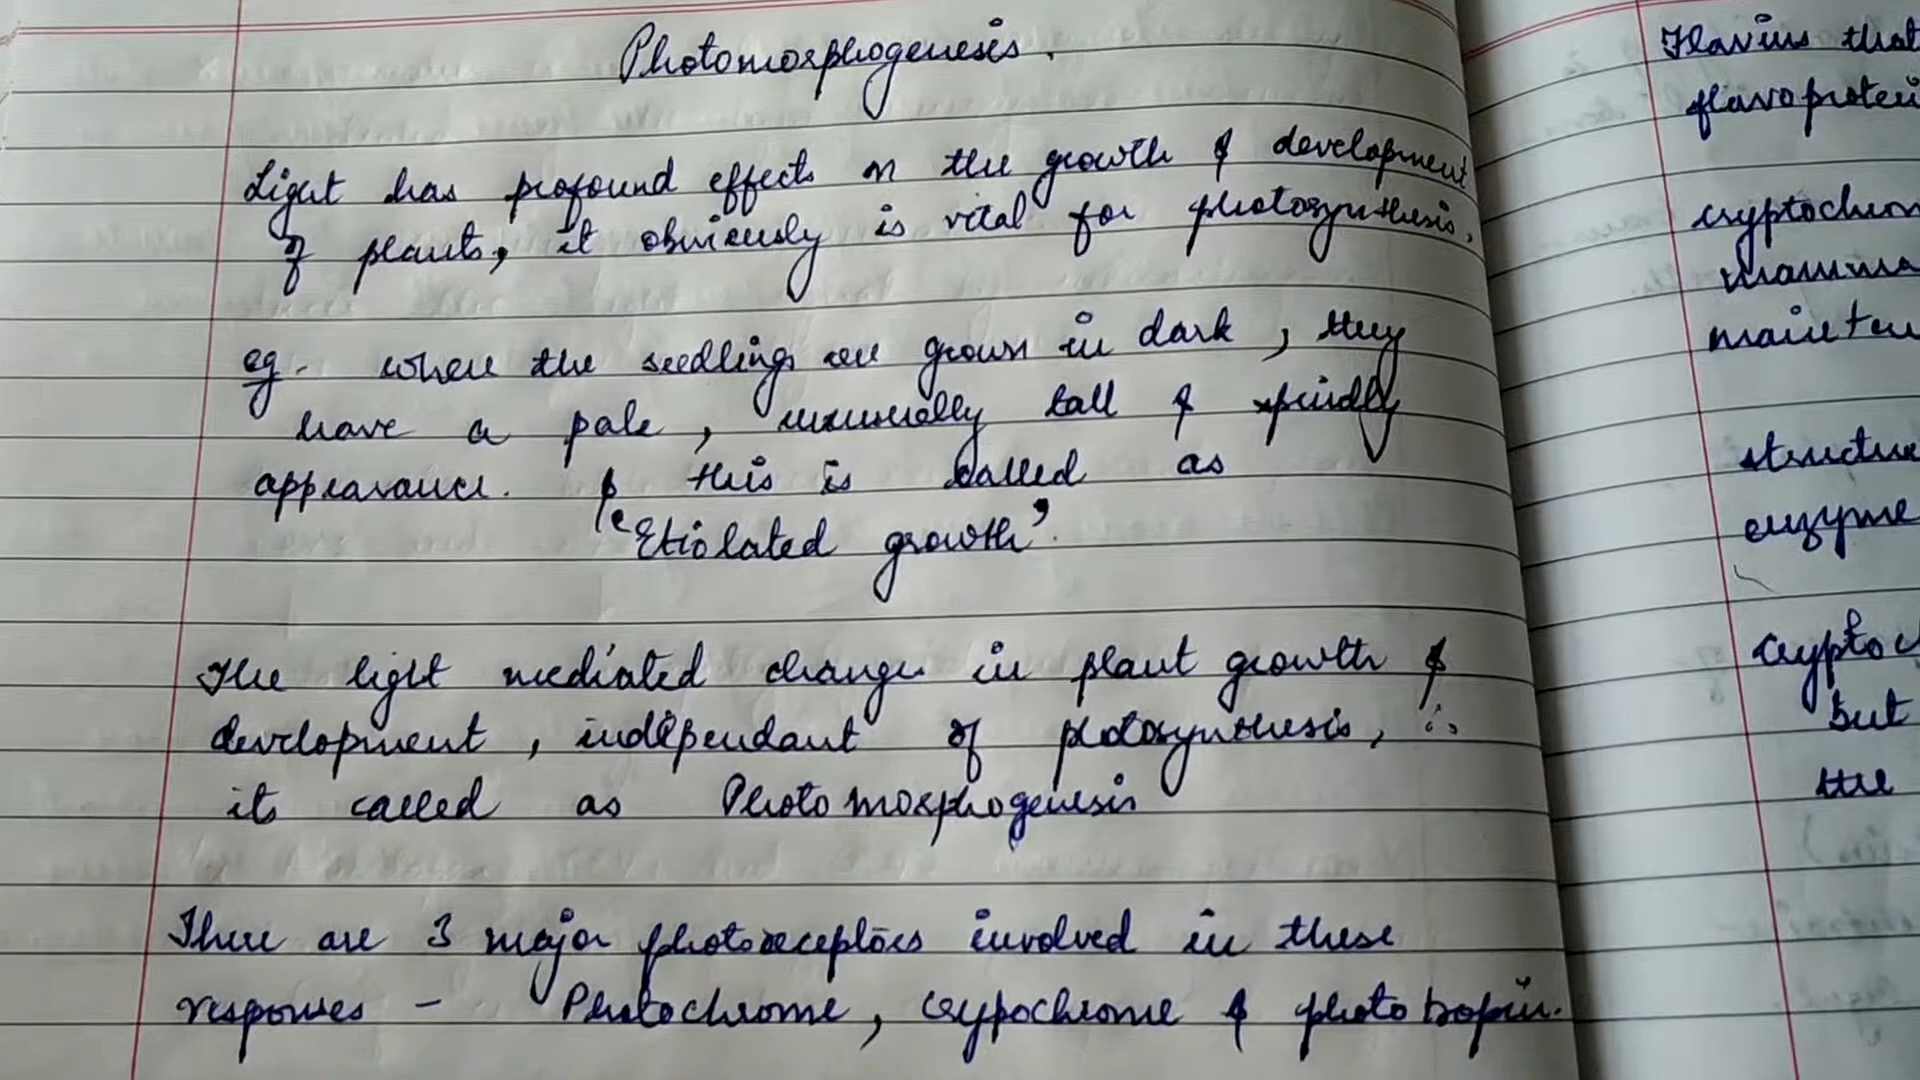 Photomorphogenesis.
Light has profound effects on the growth & development
of plants, it obviously is vital for photosynthesis.
eg. when the seedlings are grown in dark, they
have a pale, unusually tall & spindly
appearance. & this is called as
"Etiolated growth".
The light mediated changes in plant growth &
development, independant of photosynthesis, is
its called as Photomorphogenesis
There are 3 major photoreceptors involved in these
responses - Phytochrome, crypochrome & phototropin.
Flavins that
flavoprotein
cryptochrom
mamma
structure
enzyme
cryptoc
but
the